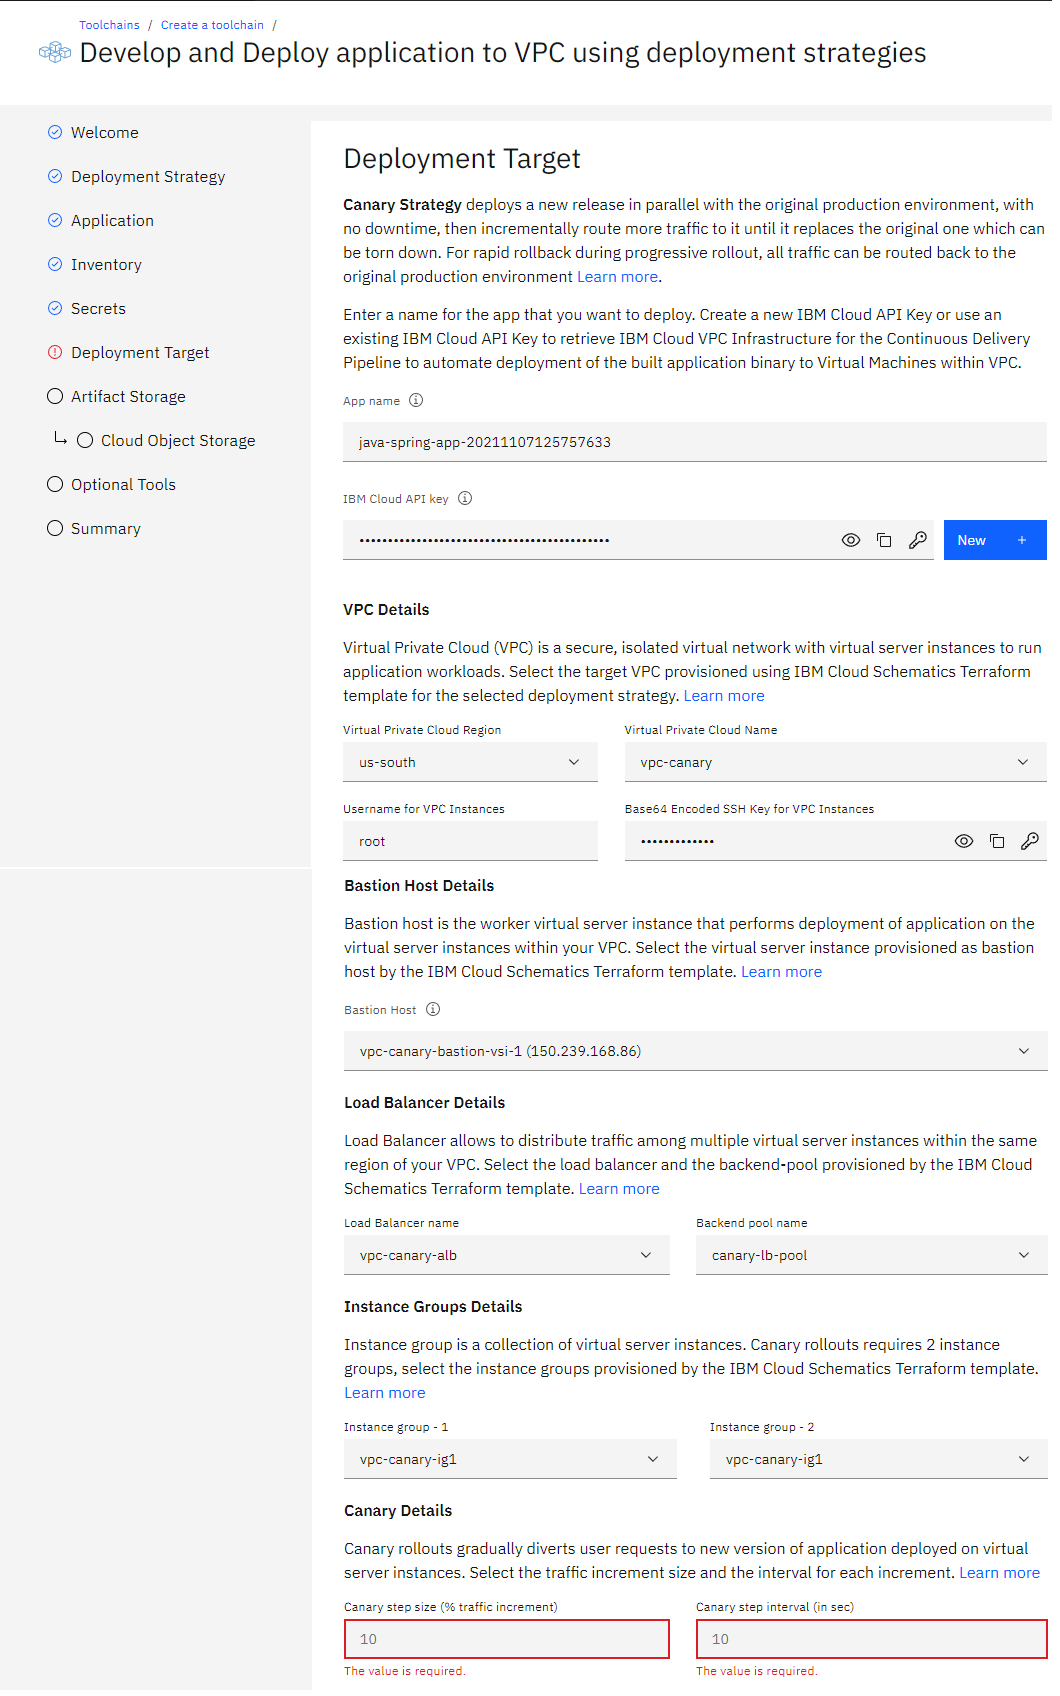 Toolchains / Create a toolchain /
Develop and Deploy application to VPC using deployment strategies
Welcome
Deployment Strategy
Application
Inventory
Secrets
Deployment Target
Artifact Storage
Cloud Object Storage
Optional Tools
Summary
Deployment Target
Canary Strategy deploys a new release in parallel with the original production environment, with
no downtime, then incrementally route more traffic to it until it replaces the original one which can
be torn down. For rapid rollback during progressive rollout, all traffic can be routed back to the
original production environment Learn more.
Enter a name for the app that you want to deploy. Create a new IBM Cloud API Key or use an
existing IBM Cloud API Key to retrieve IBM Cloud VPC Infrastructure for the Continuous Delivery
Pipeline to automate deployment of the built application binary to Virtual Machines within VPC.
App name
java-spring-app-20211107125757633
IBM Cloud API key
New +
VPC Details
Virtual Private Cloud (VPC) is a secure, isolated virtual network with virtual server instances to run
application workloads. Select the target VPC provisioned using IBM Cloud Schematics Terraform
template for the selected deployment strategy. Learn more
Virtual Private Cloud Region
Virtual Private Cloud Name
us-south
vpc-canary
Username for VPC Instances
Base64 Encoded SSH Key for VPC Instances
root
Bastion Host Details
Bastion host is the worker virtual server instance that performs deployment of application on the
virtual server instances within your VPC. Select the virtual server instance provisioned as bastion
host by the IBM Cloud Schematics Terraform template. Learn more
Bastion Host
vpc-canary-bastion-vsi-1 (150.239.168.86)
Load Balancer Details
Load Balancer allows to distribute traffic among multiple virtual server instances within the same
region of your VPC. Select the load balancer and the backend-pool provisioned by the IBM Cloud
Schematics Terraform template. Learn more
Load Balancer name
Backend pool name
vpc-canary-alb
canary-lb-pool
Instance Groups Details
Instance group is a collection of virtual server instances. Canary rollouts requires 2 instance
groups, select the instance groups provisioned by the IBM Cloud Schematics Terraform template.
Learn more
Instance group - 1
Instance group - 2
vpc-canary-ig1
vpc-canary-ig1
Canary Details
Canary rollouts gradually diverts user requests to new version of application deployed on virtual
server instances. Select the traffic increment size and the interval for each increment. Learn more
Canary step size (% traffic increment)
Canary step interval (in sec)
10
10
The value is required.
The value is required.